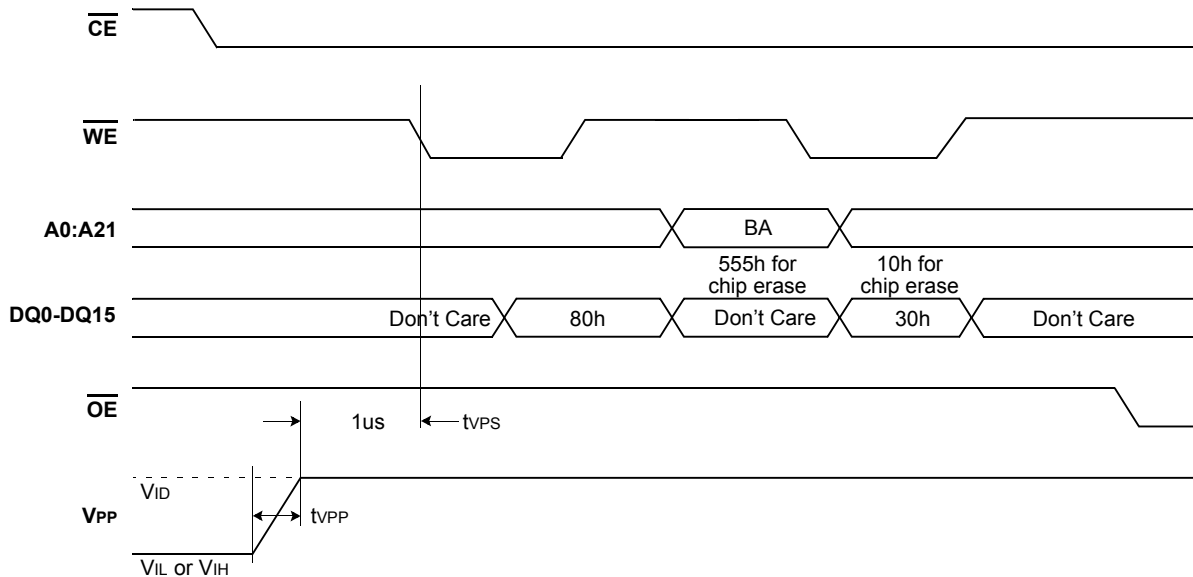 CE
WE
A0:A21
BA
555h for
chip erase
10h for
chip erase
DQ0-DQ15
Don't Care
80h
Don't Care
30h
Don't Care
OE
1us
tVPS
VID
VPP
tVPP
VIL or VIH